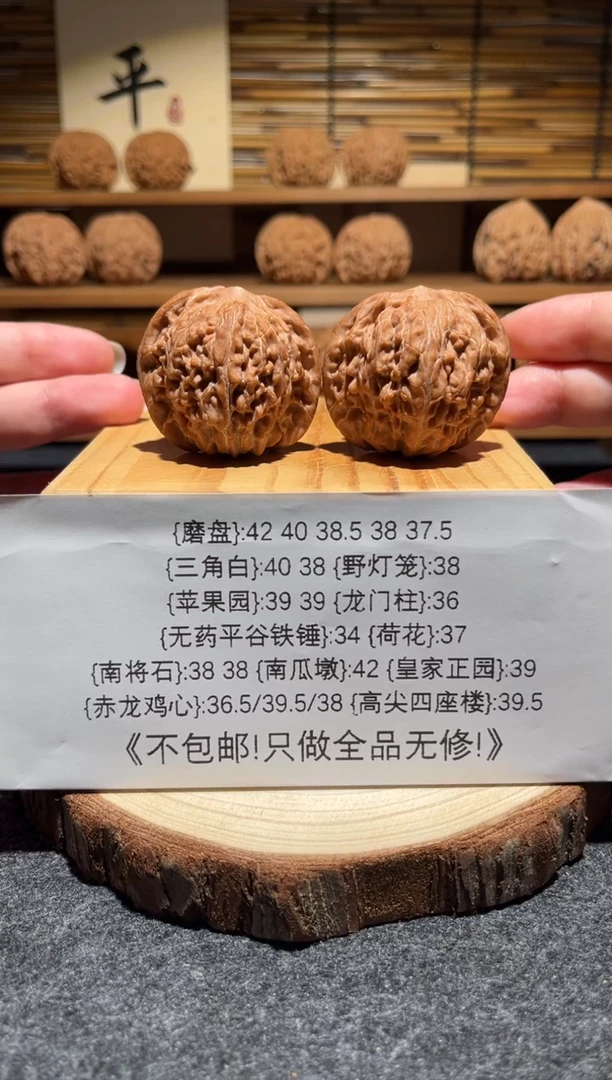 平
{磨盘}:42 40 38.5 38 37.5
{三角白}:40 38 {野灯笼}:38
{苹果园}:39 39 {龙门柱}:36
{无药平谷铁锤}:34 {荷花}:37
{南将石}:38 38 {南瓜墩}:42 {皇家正园}:39
{赤龙鸡心}:36.5/39.5/38 {高尖四座楼}:39.5
《不包邮!只做全品无修!》